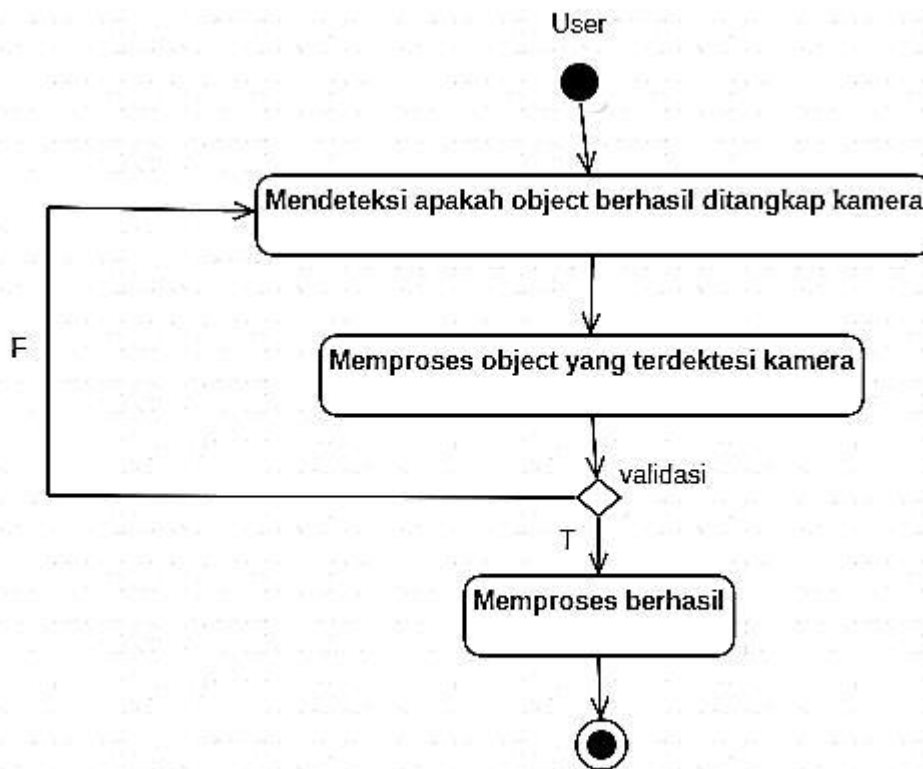 User
Mendeteksi apakah object berhasil ditangkap kamera
F
Memproses object yang terdektesi kamera
validasi
T
Memproses berhasil